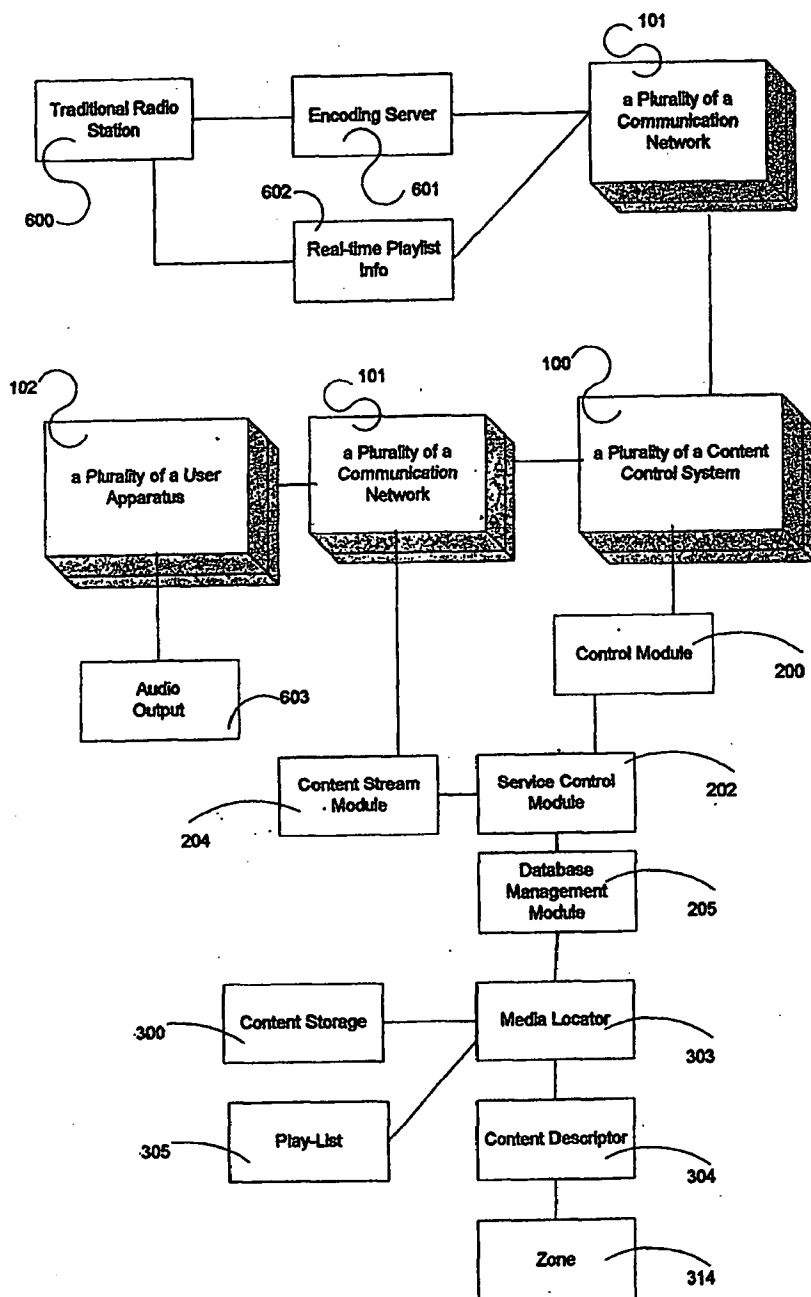 101
101
Traditional Radio
Station
Encoding Server
a Plurality of a
Communication
Network
600
602
601
Real-time Playlist
Info
102
101
100
a Plurality of a User
Apparatus
a Plurality of a
Communication
Network
a Plurality of a Content
Control System
Control Module
200
Audio
Output
603
Content Stream
Module
204
Service Control
Module
202
Database
Management
Module
205
300
Content Storage
Media Locator
303
305
Play-List
Content Descriptor
304
Zone
314